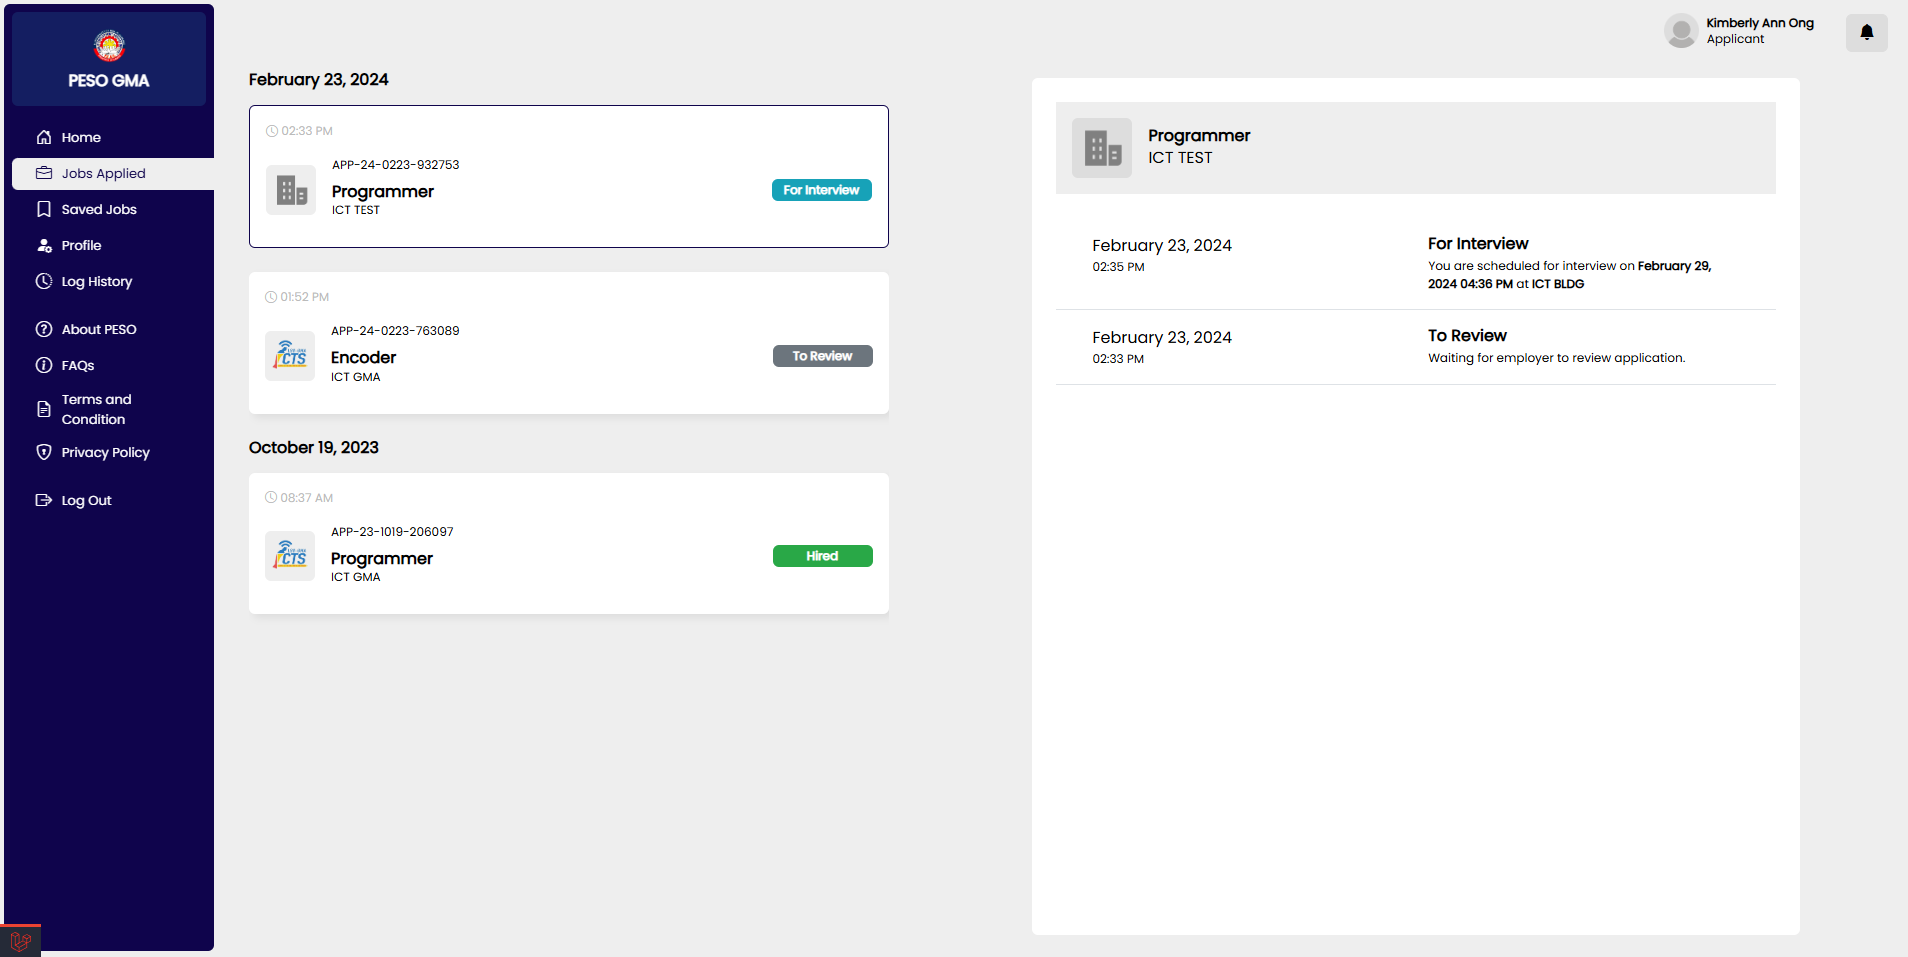 PESO GMA
Home
Jobs Applied
Saved Jobs
Profile
Log History
About PESO
FAQs
Terms and
Condition
Privacy Policy
Log Out
Kimberly Ann Ong
Applicant
February 23, 2024
02:33 PM
APP-24-0223-932753
Programmer
ICT TEST
For Interview
01:52 PM
APP-24-0223-763089
Encoder
ICT GMA
To Review
October 19, 2023
08:37 AM
APP-23-1019-206097
Programmer
ICT GMA
Hired
Programmer
ICT TEST
February 23, 2024
02:35 PM
For Interview
You are scheduled for interview on February 29,
2024 04:36 PM at ICT BLDG
February 23, 2024
02:33 PM
To Review
Waiting for employer to review application.